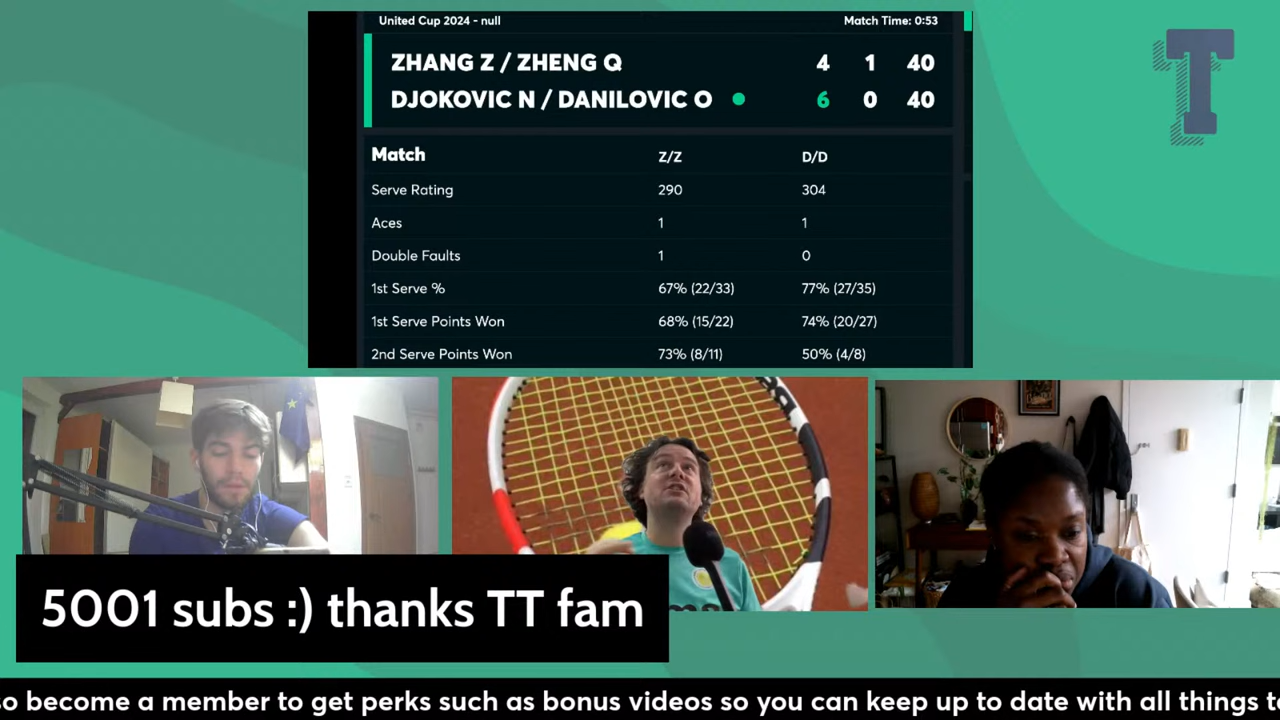 United Cup 2024 - null Match Time: 0:53
ZHANG Z / ZHENG Q 4 1 40
DJOKOVIC N / DANILOVIC O 6 0 40
Match Z/Z D/D
Serve Rating 290 304
Aces 1 1
Double Faults 1 0
1st Serve % 67% (22/33) 77% (27/35)
1st Serve Points Won 68% (15/22) 74% (20/27)
2nd Serve Points Won 73% (8/11) 50% (4/8)
T
5001 subs :) thanks TT fam
so become a member to get perks such as bonus videos so you can keep up to date with all things